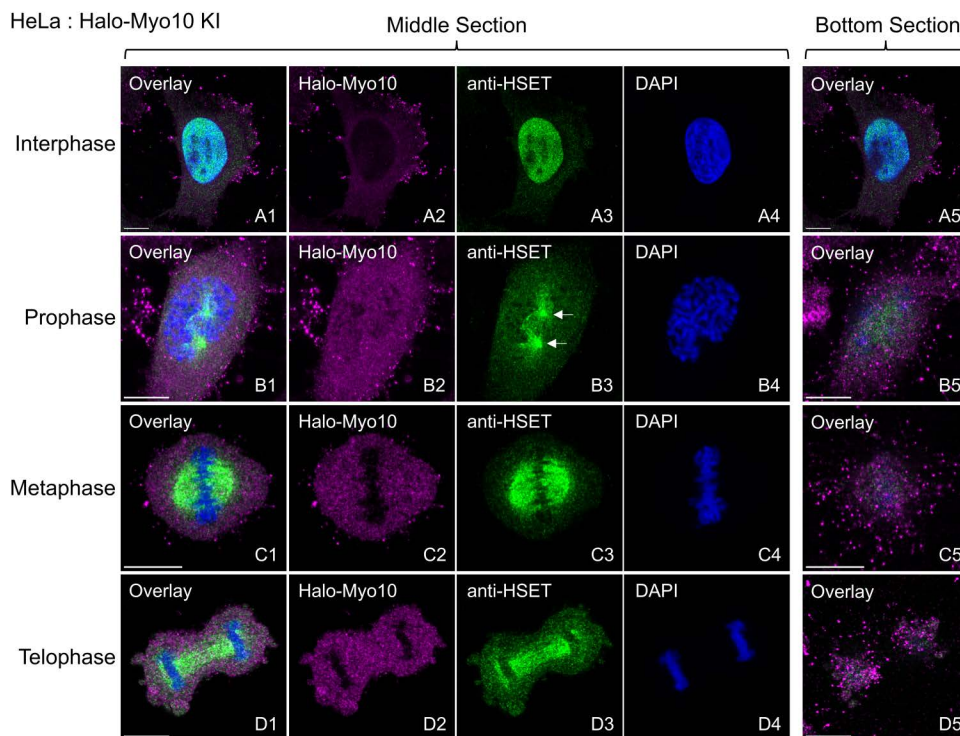 HeLa : Halo-Myo10 KI
Middle Section
Bottom Section
Interphase
Overlay
Halo-Myo10
anti-HSET
DAPI
Overlay
A1
A2
A3
A4
A5
Prophase
Overlay
Halo-Myo10
anti-HSET
DAPI
Overlay
B1
B2
B3
B4
B5
Metaphase
Overlay
Halo-Myo10
anti-HSET
DAPI
Overlay
C1
C2
C3
C4
C5
Telophase
Overlay
Halo-Myo10
anti-HSET
DAPI
Overlay
D1
D2
D3
D4
D5